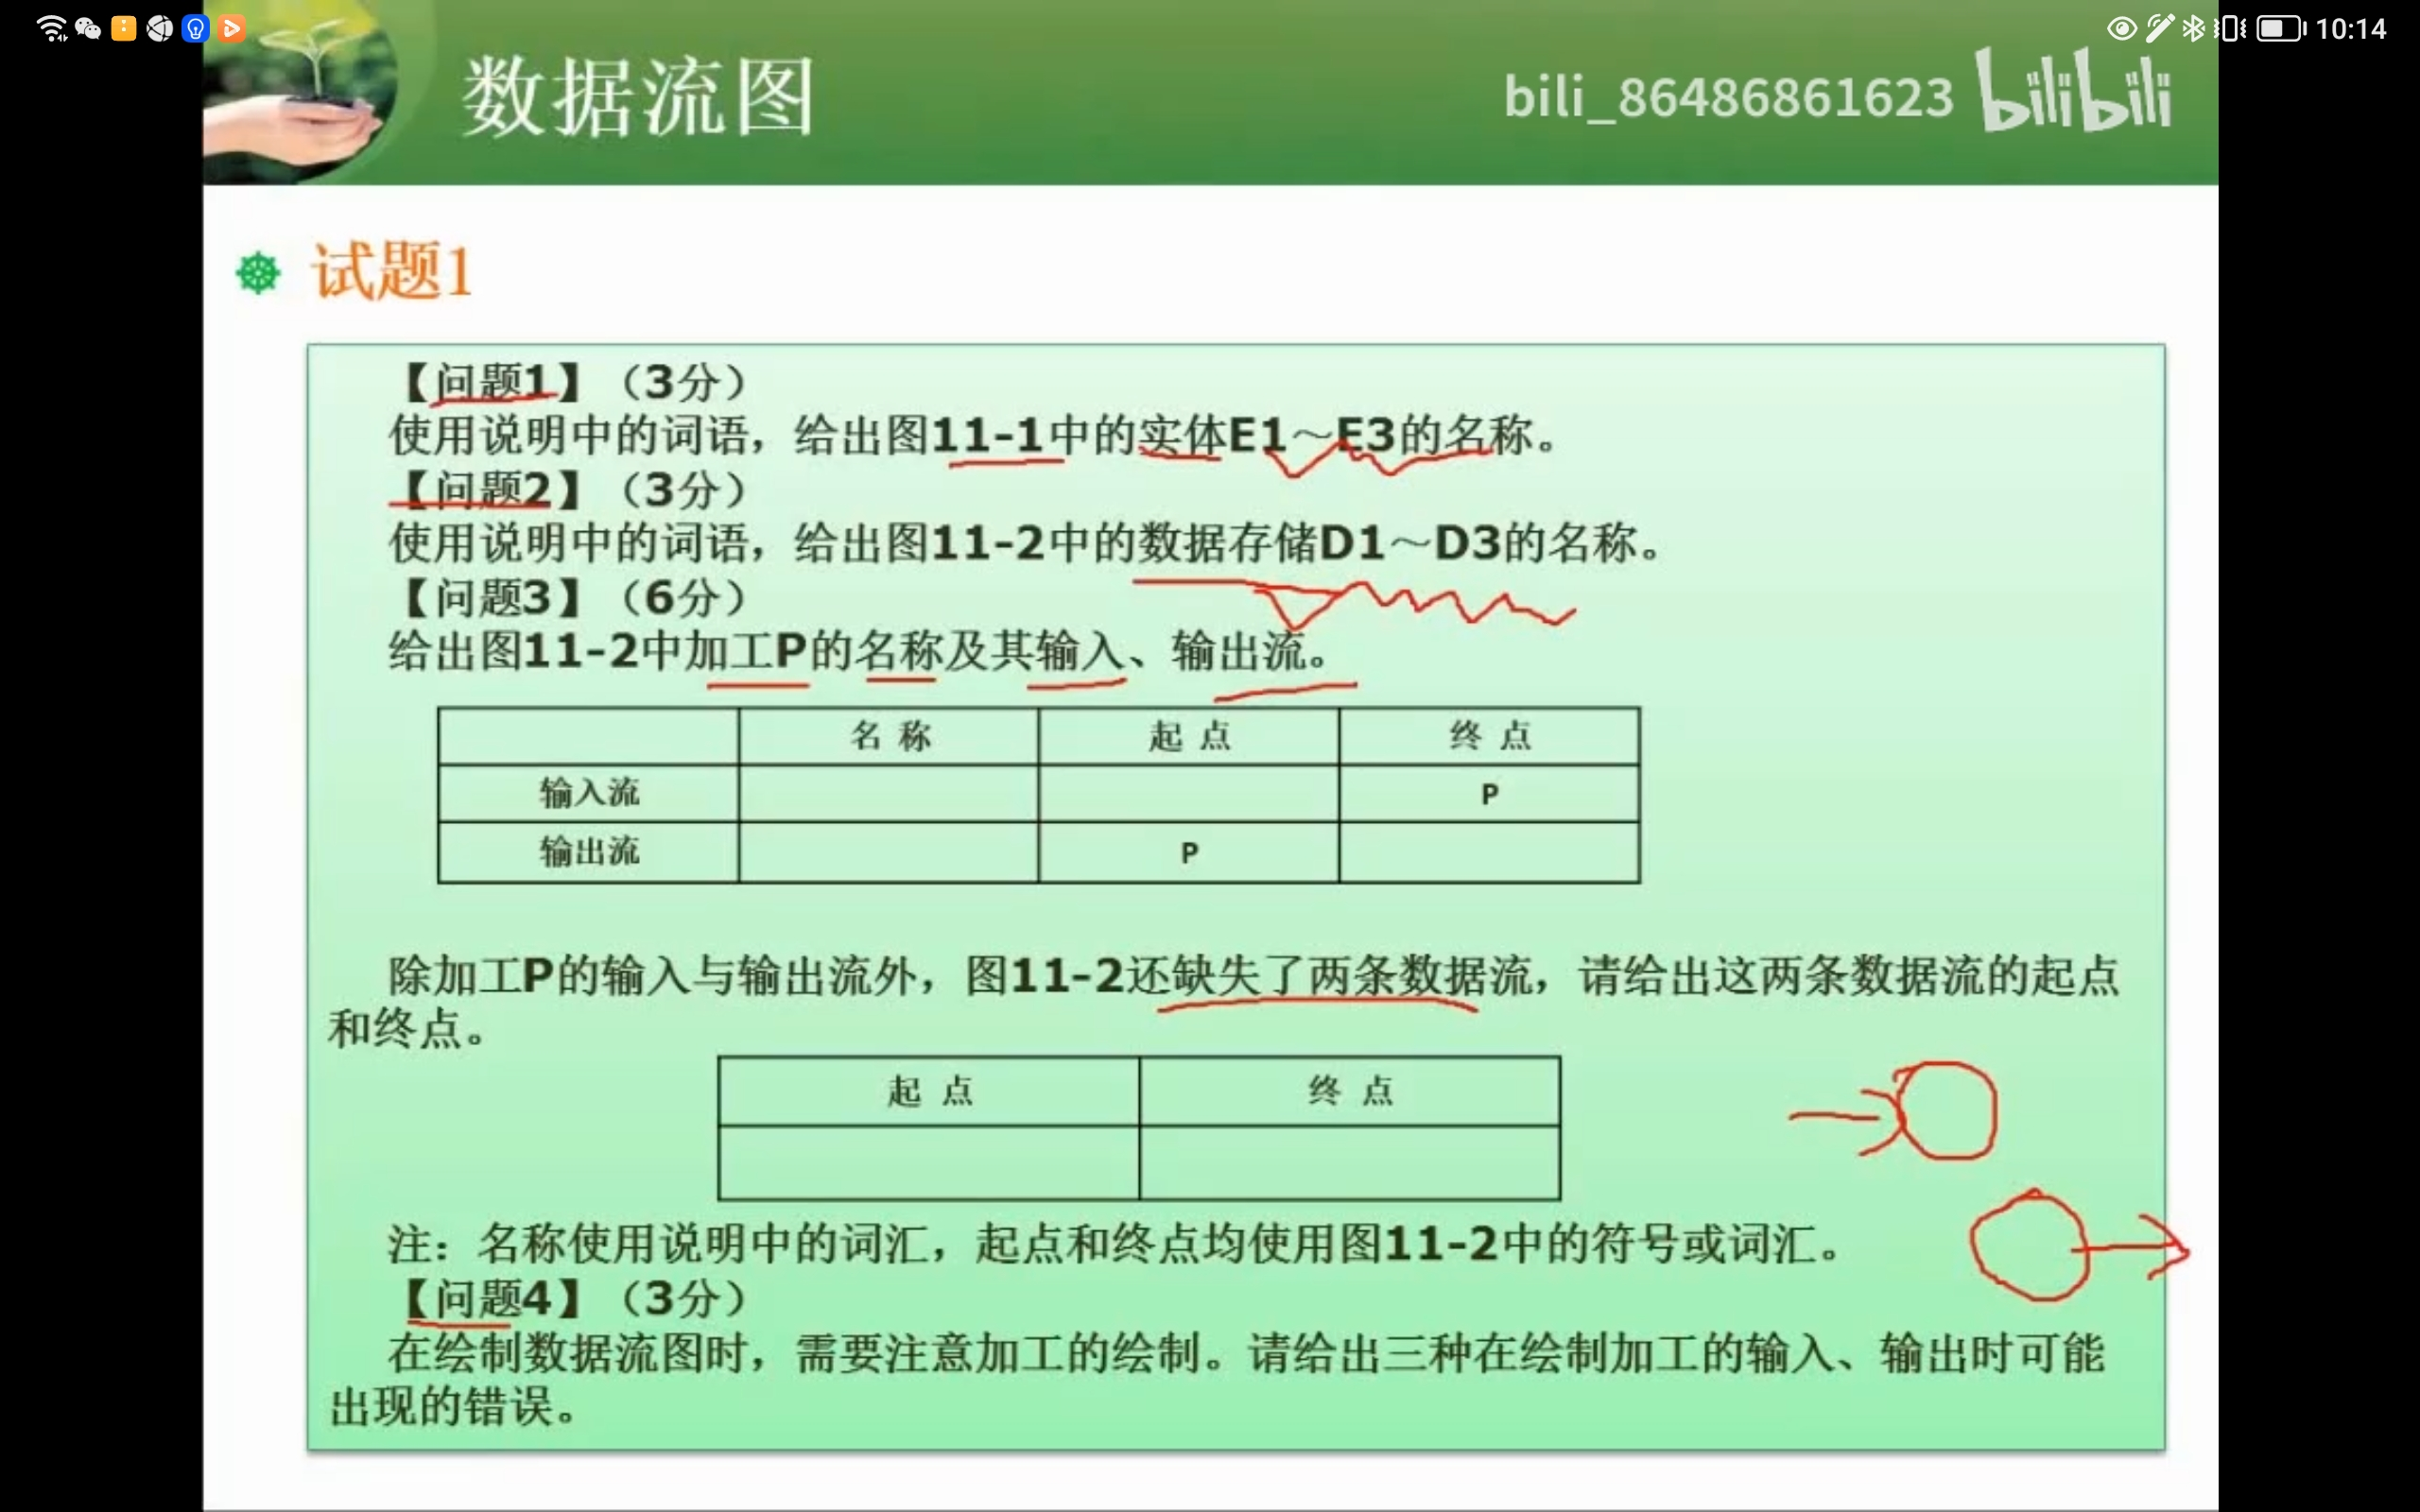 10:14
数据流图
bili_86486861623 bilibili
试题1
【问题1】（3分）
使用说明中的词语，给出图11-1中的实体E1～E3的名称。
【问题2】（3分）
使用说明中的词语，给出图11-2中的数据存储D1～D3的名称。
【问题3】（6分）
给出图11-2中加工P的名称及其输入、输出流。
名 称 起 点 终 点
输入流 P
输出流 P
除加工P的输入与输出流外，图11-2还缺失了两条数据流，请给出这两条数据流的起点
和终点。
起 点 终 点
注：名称使用说明中的词汇，起点和终点均使用图11-2中的符号或词汇。
【问题4】（3分）
在绘制数据流图时，需要注意加工的绘制。请给出三种在绘制加工的输入、输出时可能
出现的错误。